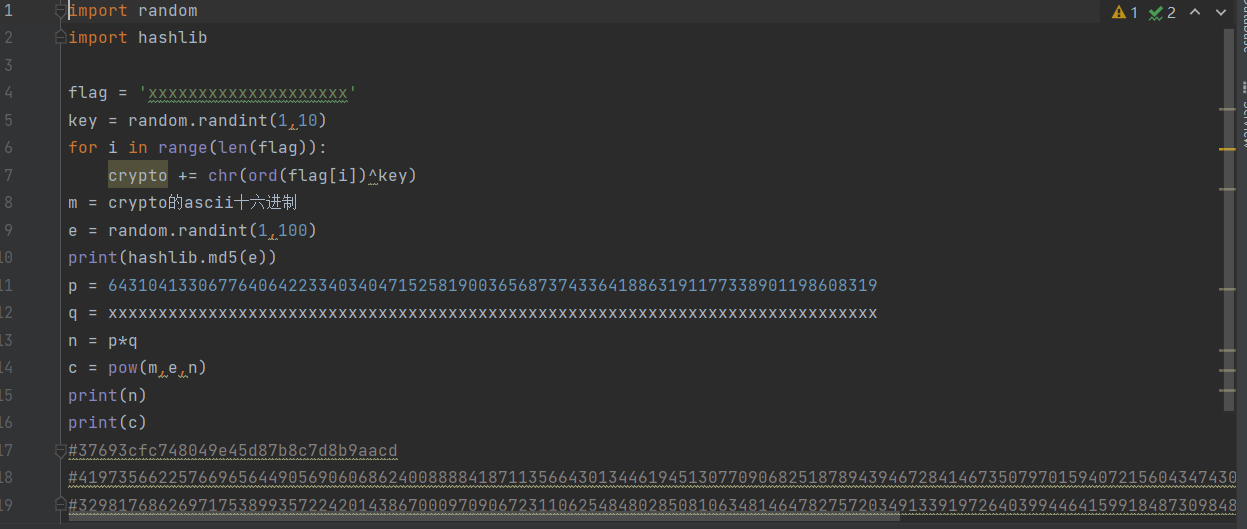 1 import random
2 import hashlib
3
4 flag = 'xxxxxxxxxxxxxxxxxxxx'
5 key = random.randint(1,10)
6 for i in range(len(flag)):
7 crypto += chr(ord(flag[i])^key)
8 m = crypto的ascii十六进制
9 e = random.randint(1,100)
10 print(hashlib.md5(e))
11 p = 64310413306776406422334034047152581900365687374336418863191177338901198608319
12 q = xxxxxxxxxxxxxxxxxxxxxxxxxxxxxxxxxxxxxxxxxxxxxxxxxxxxxxxxxxxxxxxxxxxxxxxxxxxxx
13 n = p*q
14 c = pow(m,e,n)
15 print(n)
16 print(c)
17 #37693cfc748049e45d87b8c7d8b9aacd
18 #41973566225766965644905690606862400888841871135664301344619451307709068251878943946728414673507970159407215604347430
19 #3298176862697175389935722420143867000970906723110625484802850810634814647827572034913391972640399446415991848730984
1 2